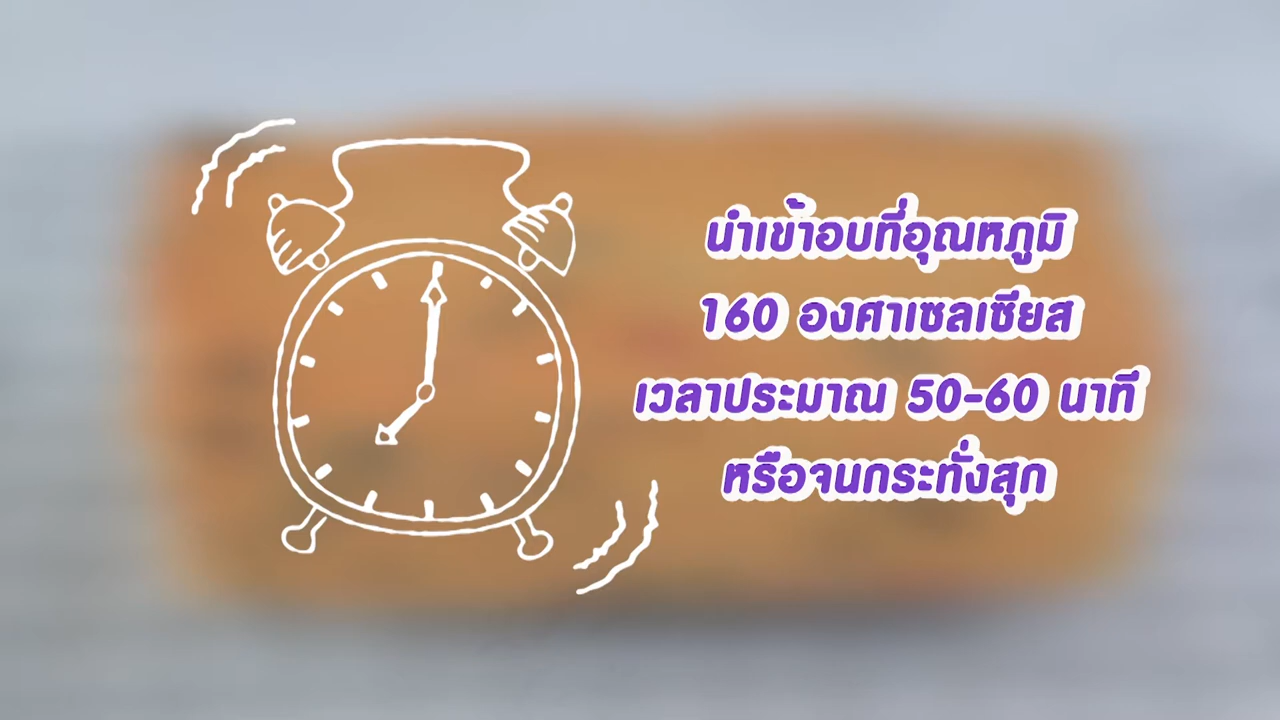 นำเข้าอบที่อุณหภูมิ
160 องศาเซลเซียส
เวลาประมาณ 50-60 นาที
หรือจนกระทั่งสุก